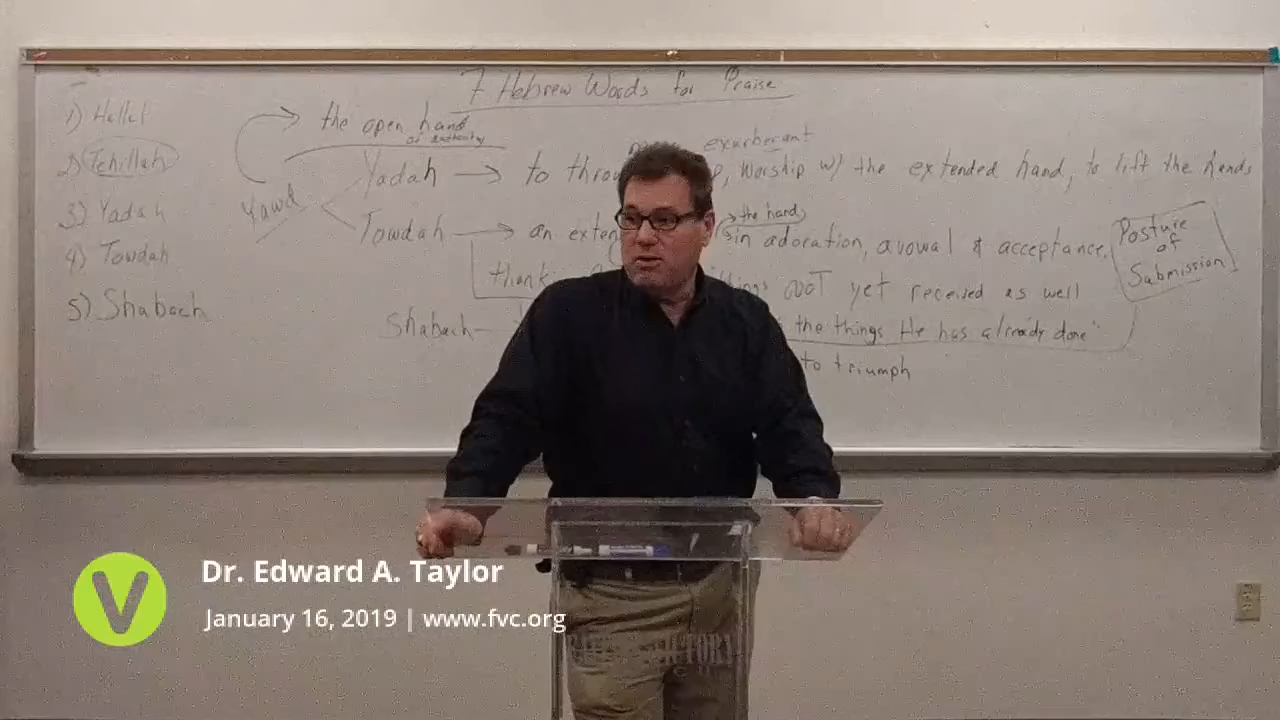 7 Hebrew Words for Praise
1) Hallel
2) Tehillah
3) Yadah
4) Towdah
5) Shabach
the open hand
of authority
Yawd
exurberant
Yadah → to throw, worship w/ the extended hand, to lift the hands
the hand
Towdah → an exten in adoration, avowal & acceptance.
not yet received as well
Shabach — the things He has already done"
to triumph
Posture
of
Submission
Dr. Edward A. Taylor
January 16, 2019 | www.fvc.org